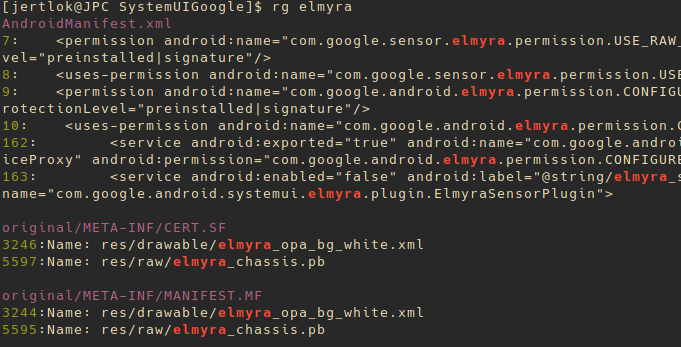 [jertlok@JPC SystemUIGoogle]$ rg elmyra
AndroidManifest.xml
7:    <permission android:name="com.google.sensor.elmyra.permission.USE_RAW_
vel="preinstalled|signature"/>
8:    <uses-permission android:name="com.google.sensor.elmyra.permission.USE
9:    <permission android:name="com.google.android.elmyra.permission.CONFIGU
rotectionLevel="preinstalled|signature"/>
10:    <uses-permission android:name="com.google.android.elmyra.permission.C
162:        <service android:exported="true" android:name="com.google.androi
iceProxy" android:permission="com.google.android.elmyra.permission.CONFIGURE
163:        <service android:enabled="false" android:label="@string/elmyra_s
name="com.google.android.systemui.elmyra.plugin.ElmyraSensorPlugin">

original/META-INF/CERT.SF
3246:Name: res/drawable/elmyra_opa_bg_white.xml
5597:Name: res/raw/elmyra_chassis.pb

original/META-INF/MANIFEST.MF
3244:Name: res/drawable/elmyra_opa_bg_white.xml
5595:Name: res/raw/elmyra_chassis.pb